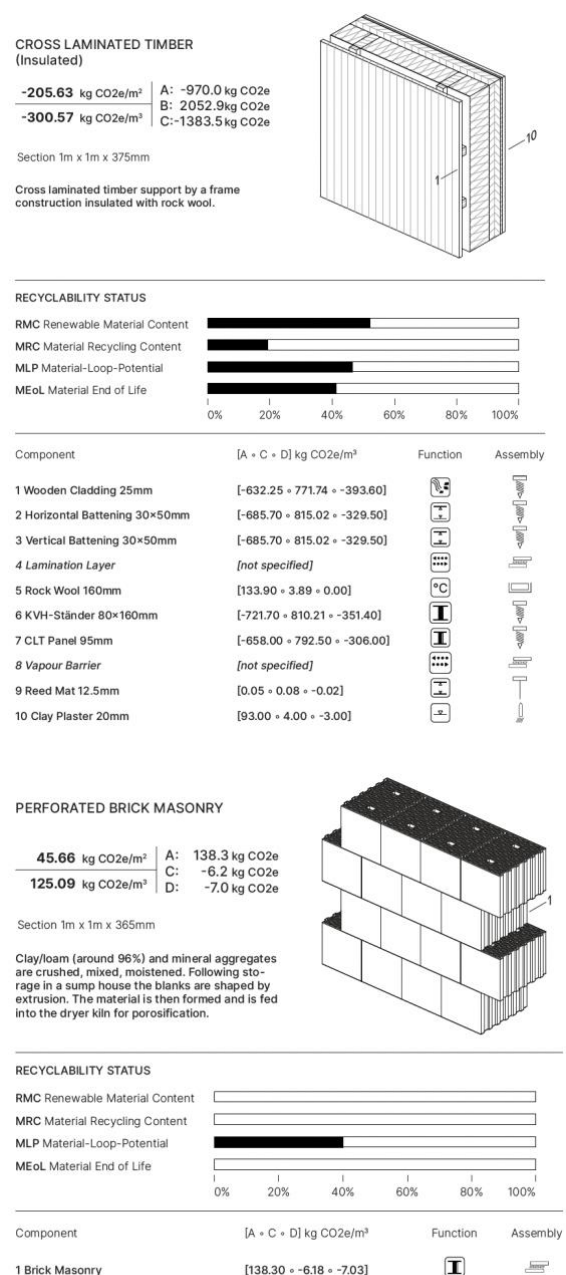 CROSS LAMINATED TIMBER
(Insulated)
-205.63 kg CO2e/m²
-300.57 kg CO2e/m³
A: -970.0 kg CO2e
B: 2052.9kg CO2e
C:-1383.5 kg CO2e
Section 1m x 1m x 375mm
Cross laminated timber support by a frame
construction insulated with rock wool.
1
10
RECYCLABILITY STATUS
RMC Renewable Material Content
MRC Material Recycling Content
MLP Material-Loop-Potential
MEoL Material End of Life
0% 20% 40% 60% 80% 100%
Component [A ∘ C ∘ D] kg CO2e/m³ Function Assembly
1 Wooden Cladding 25mm [-632.25 ∘ 771.74 ∘ -393.60]
2 Horizontal Battening 30×50mm [-685.70 ∘ 815.02 ∘ -329.50]
3 Vertical Battening 30×50mm [-685.70 ∘ 815.02 ∘ -329.50]
4 Lamination Layer [not specified]
5 Rock Wool 160mm [133.90 ∘ 3.89 ∘ 0.00] °C
6 KVH-Ständer 80×160mm [-721.70 ∘ 810.21 ∘ -351.40]
7 CLT Panel 95mm [-658.00 ∘ 792.50 ∘ -306.00]
8 Vapour Barrier [not specified]
9 Reed Mat 12.5mm [0.05 ∘ 0.08 ∘ -0.02]
10 Clay Plaster 20mm [93.00 ∘ 4.00 ∘ -3.00]
PERFORATED BRICK MASONRY
45.66 kg CO2e/m²
125.09 kg CO2e/m³
A: 138.3 kg CO2e
C: -6.2 kg CO2e
D: -7.0 kg CO2e
Section 1m x 1m x 365mm
Clay/loam (around 96%) and mineral aggregates
are crushed, mixed, moistened. Following sto-
rage in a sump house the blanks are shaped by
extrusion. The material is then formed and is fed
into the dryer kiln for porosification.
1
RECYCLABILITY STATUS
RMC Renewable Material Content
MRC Material Recycling Content
MLP Material-Loop-Potential
MEoL Material End of Life
0% 20% 40% 60% 80% 100%
Component [A ∘ C ∘ D] kg CO2e/m³ Function Assembly
1 Brick Masonry [138.30 ∘ -6.18 ∘ -7.03]